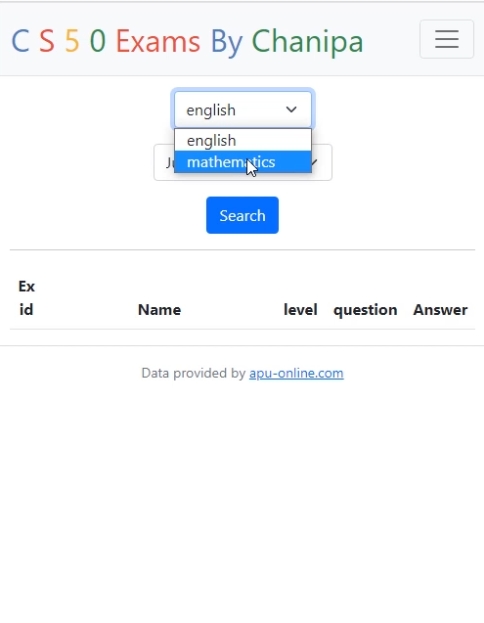 C S 5 0 Exams By Chanipa
english
english
mathematics
Search
Ex id Name level question Answer
Data provided by apu-online.com